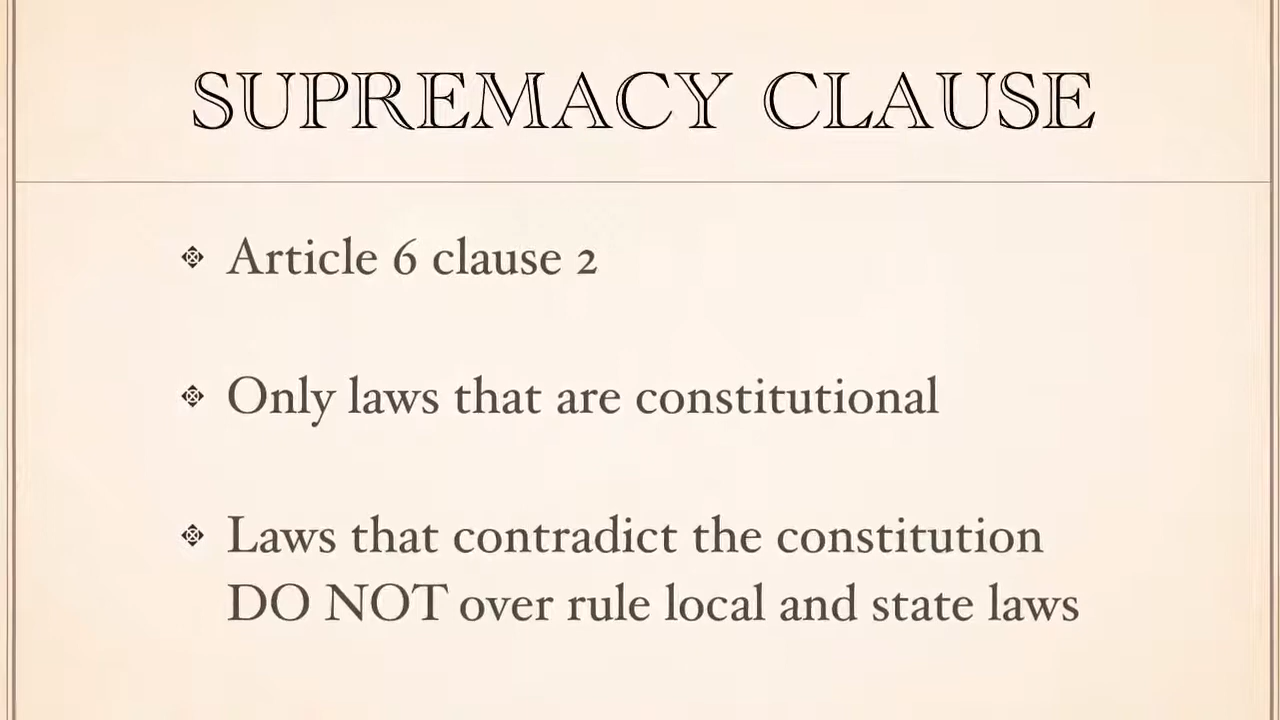 SUPREMACY CLAUSE
Article 6 clause 2
Only laws that are constitutional
Laws that contradict the constitution
DO NOT over rule local and state laws